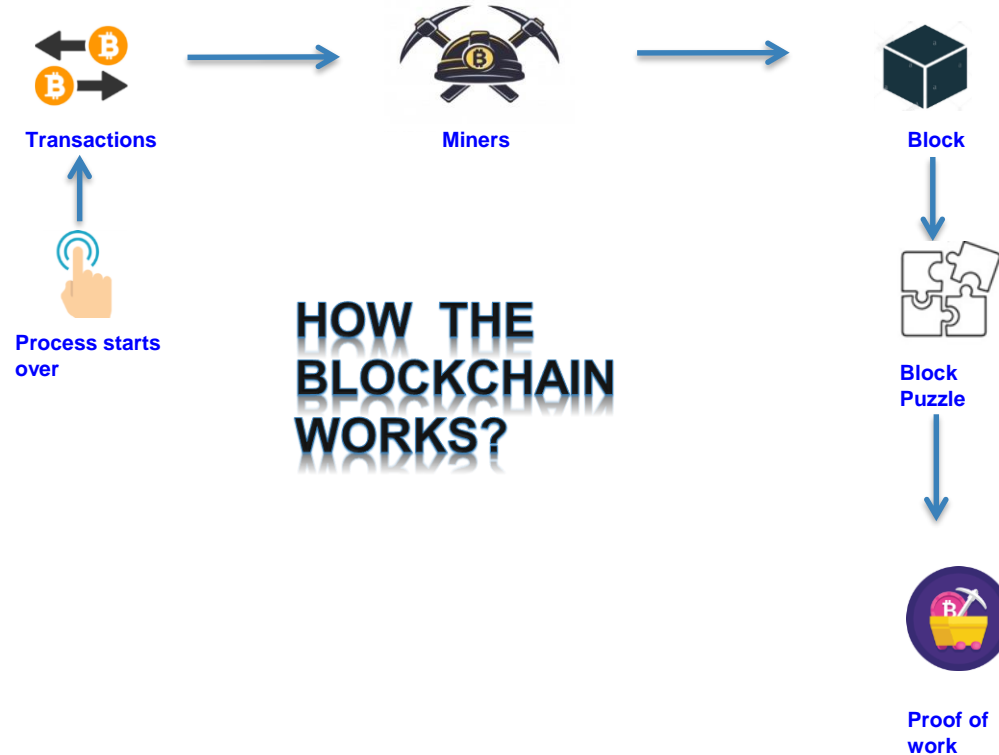 Transactions
Miners
Block
Process starts
over
HOW THE
BLOCKCHAIN
WORKS?
Block
Puzzle
Proof of
work